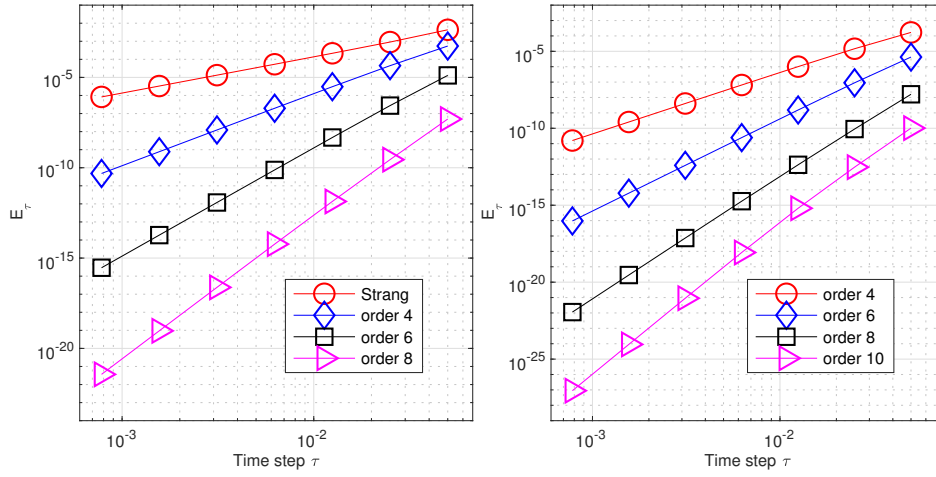 10^-5
10^-10
10^-15
10^-20
E_τ
10^-3
10^-2
Time step τ
Strang
order 4
order 6
order 8
10^0
10^-5
10^-10
10^-15
10^-20
10^-25
E_τ
10^-3
10^-2
Time step τ
order 4
order 6
order 8
order 10